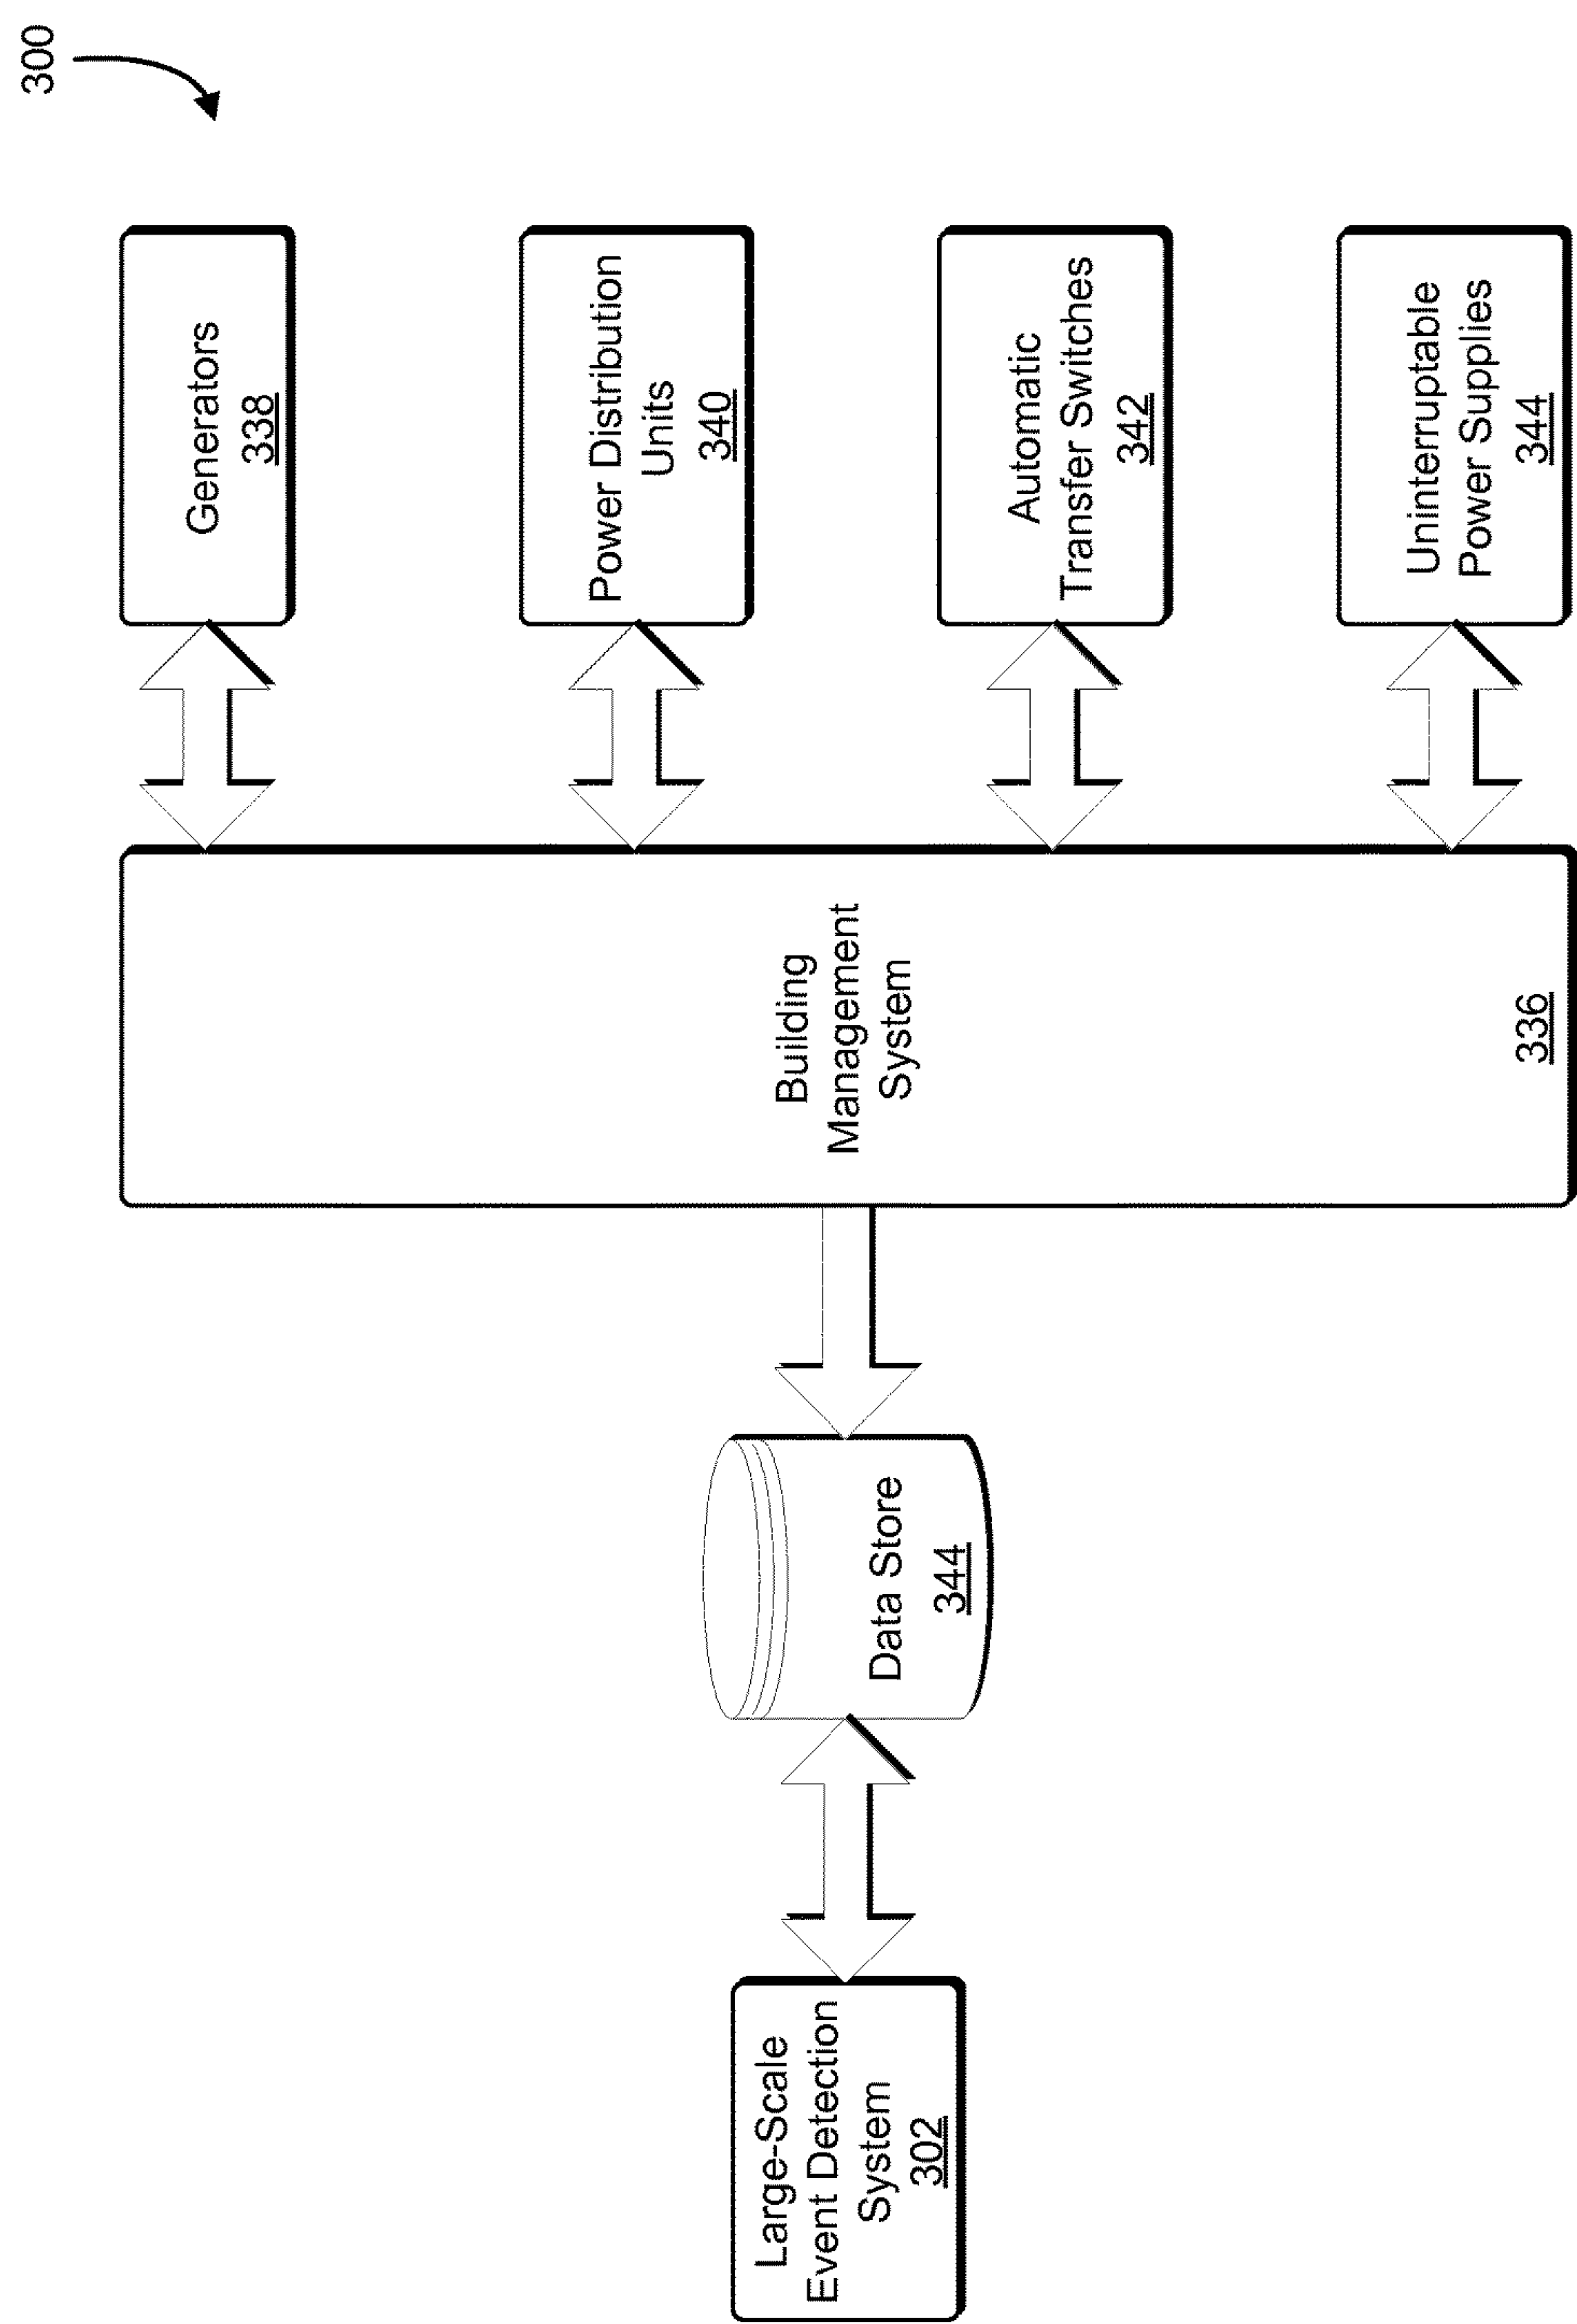 300
Large-Scale
Event Detection
System
302
Data Store
344
Building
Management
System
336
Generators
338
Power Distribution
Units
340
Automatic
Transfer Switches
342
Uninterruptable
Power Supplies
344